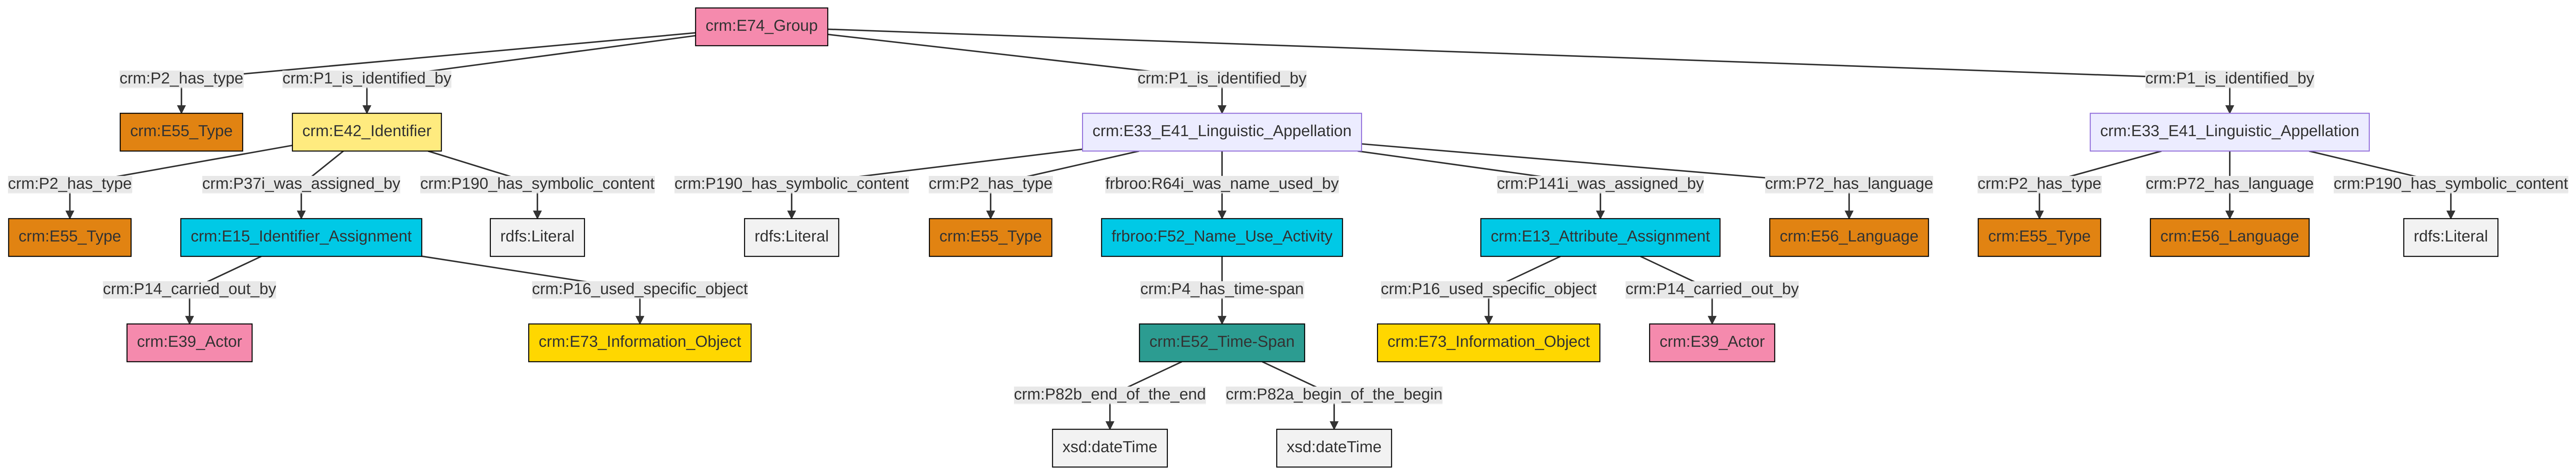 crm:E74_Group
crm:P2_has_type
crm:P1_is_identified_by
crm:P1_is_identified_by
crm:P1_is_identified_by
crm:E55_Type
crm:E42_Identifier
crm:E33_E41_Linguistic_Appellation
crm:E33_E41_Linguistic_Appellation
crm:P2_has_type
crm:P37i_was_assigned_by
crm:P190_has_symbolic_content
crm:P190_has_symbolic_content
crm:P2_has_type
frbroo:R64i_was_name_used_by
crm:P141i_was_assigned_by
crm:P72_has_language
crm:P2_has_type
crm:P72_has_language
crm:P190_has_symbolic_content
crm:E55_Type
crm:E15_Identifier_Assignment
rdfs:Literal
rdfs:Literal
crm:E55_Type
frbroo:F52_Name_Use_Activity
crm:E13_Attribute_Assignment
crm:E56_Language
crm:E55_Type
crm:E56_Language
rdfs:Literal
crm:P14_carried_out_by
crm:P16_used_specific_object
crm:P4_has_time-span
crm:P16_used_specific_object
crm:P14_carried_out_by
crm:E39_Actor
crm:E73_Information_Object
crm:E52_Time-Span
crm:E73_Information_Object
crm:E39_Actor
crm:P82b_end_of_the_end
crm:P82a_begin_of_the_begin
xsd:dateTime
xsd:dateTime